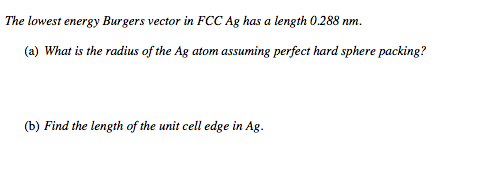 The lowest energy Burgers vector in FCC Ag has a length 0.288 nm.
(a) What is the radius of the Ag atom assuming perfect hard sphere packing?
(b) Find the length of the unit cell edge in Ag.